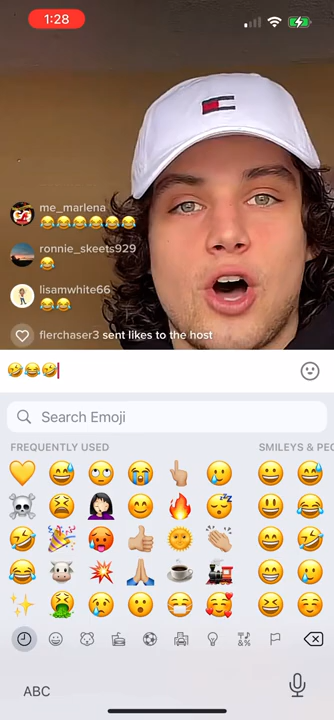 1:28
me_marlena
😂😂😂😂😂😂
ronnie_skeets929
😂
lisamwhite66
😂😂
flerchaser3 sent likes to the host
🤣😂🤣
Search Emoji
FREQUENTLY USED SMILEYS & PEO
ABC